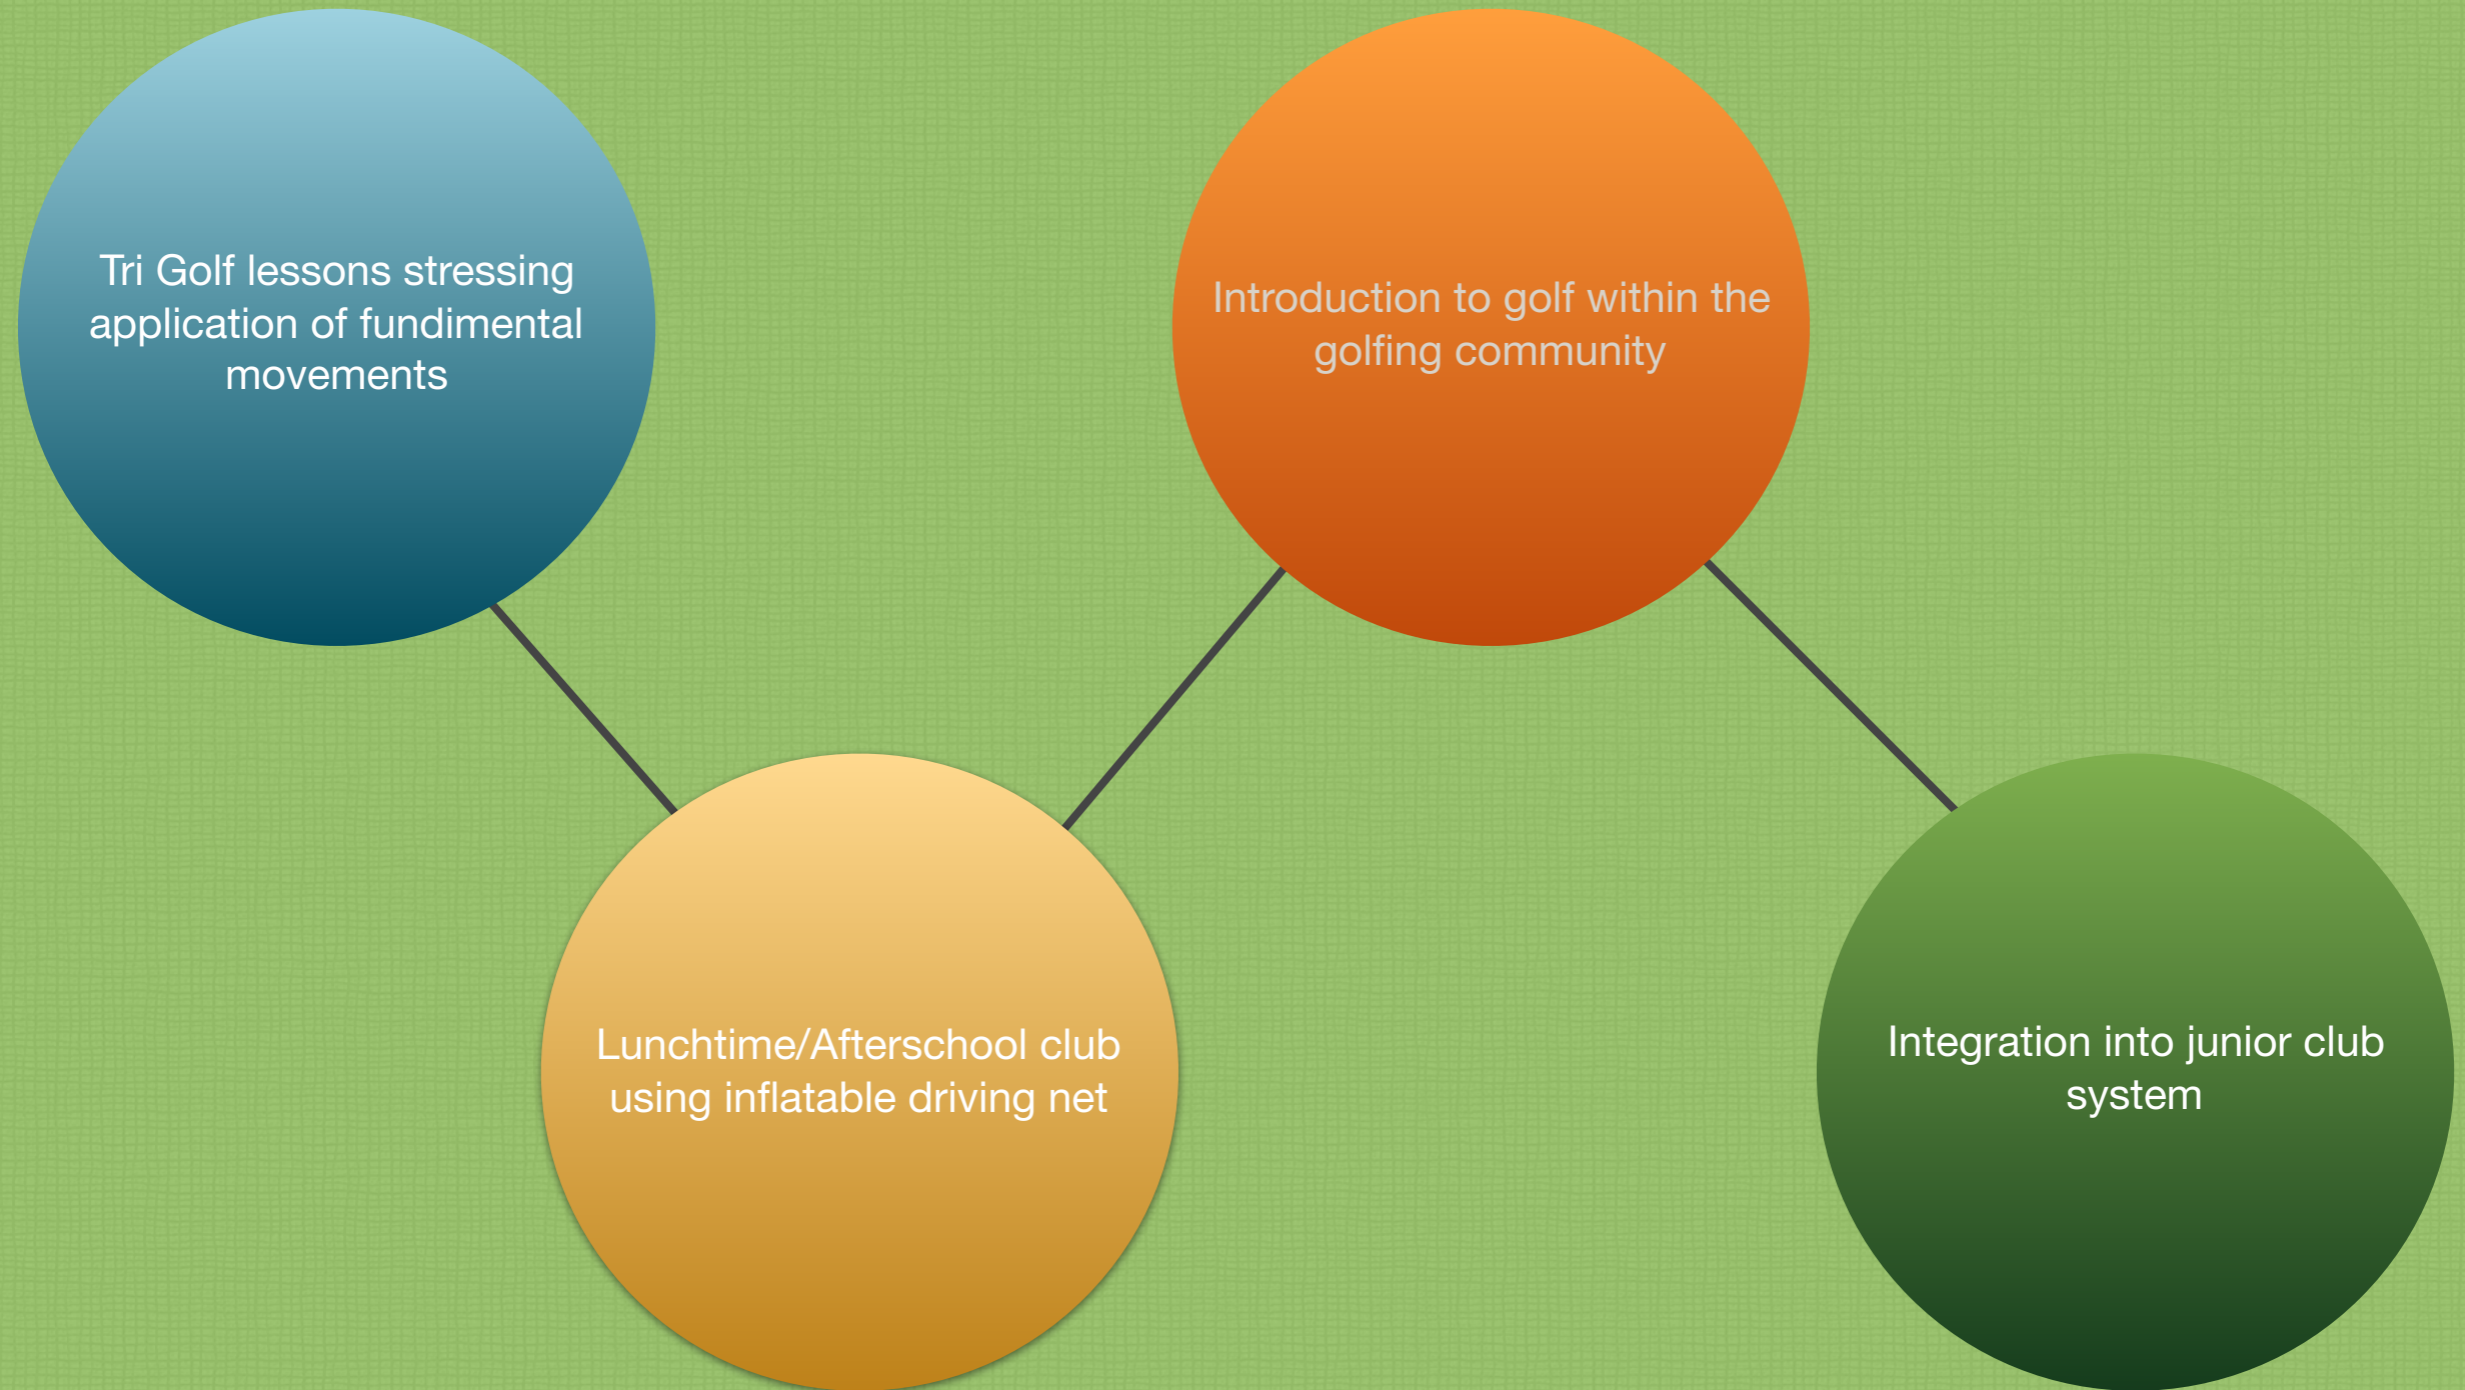 Tri Golf lessons stressing
application of fundimental
movements
Lunchtime/Afterschool club
using inflatable driving net
Introduction to golf within the
golfing community
Integration into junior club
system